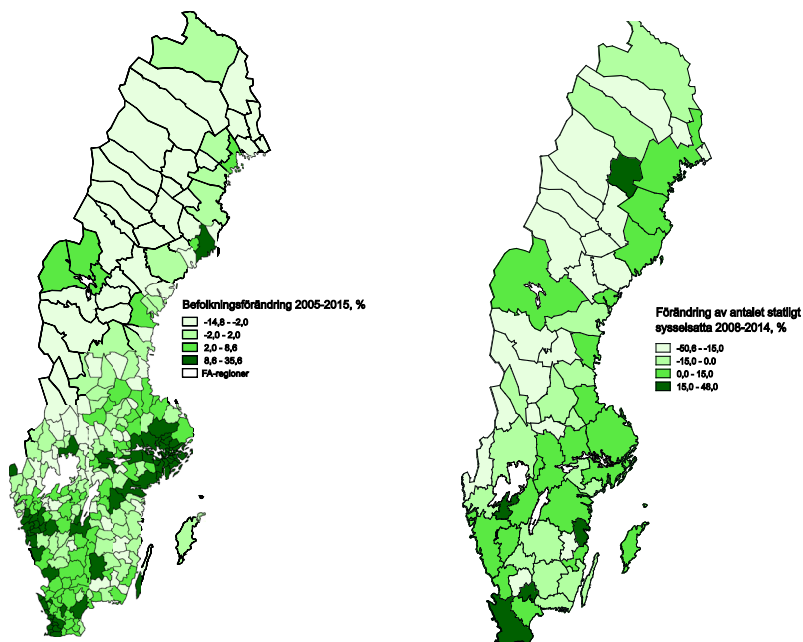 Befolkningsförändring 2005-2015, %
-14,8 - -2,0
-2,0 - 2,0
2,0 - 8,6
8,6 - 35,6
FA-regioner
Förändring av antalet statligt
sysselsatta 2008-2014, %
-50,6 - -15,0
-15,0 - 0.0
0,0 - 15,0
15,0 - 48,0